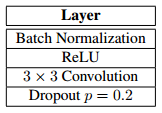 Layer
Batch Normalization
ReLU
3 × 3 Convolution
Dropout p = 0.2